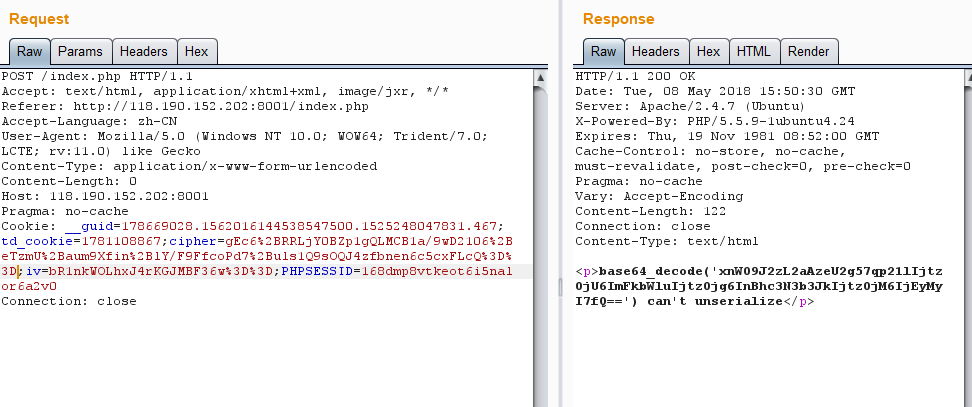 Request
Raw Params Headers Hex
POST /index.php HTTP/1.1
Accept: text/html, application/xhtml+xml, image/jxr, */*
Referer: http://118.190.152.202:8001/index.php
Accept-Language: zh-CN
User-Agent: Mozilla/5.0 (Windows NT 10.0; WOW64; Trident/7.0;
LCTE; rv:11.0) like Gecko
Content-Type: application/x-www-form-urlencoded
Content-Length: 0
Host: 118.190.152.202:8001
Pragma: no-cache
Cookie: __guid=178669028.1562016144538547500.1525248047831.467;
td_cookie=1781108867;cipher=gEc6%2BRRLjYOBZp1gQLMCB1a/9wD2106%2B
eTzmU%2Baum9Xfin%2B1Y/F9FfcoPd7%2Buls1Q9sOQJ4zfbnen6c5cxFLcQ%3D%
3D;iv=bR1nkWOLhxJ4rKGJMBF36w%3D%3D;PHPSESSID=168dmp8vtkeot6i5nal
or6a2v0
Connection: close
Response
Raw Headers Hex HTML Render
HTTP/1.1 200 OK
Date: Tue, 08 May 2018 15:50:30 GMT
Server: Apache/2.4.7 (Ubuntu)
X-Powered-By: PHP/5.5.9-1ubuntu4.24
Expires: Thu, 19 Nov 1981 08:52:00 GMT
Cache-Control: no-store, no-cache,
must-revalidate, post-check=0, pre-check=0
Pragma: no-cache
Vary: Accept-Encoding
Content-Length: 122
Connection: close
Content-Type: text/html
<p>base64_decode('xnW09J2zL2aAzeU2g57gp21lIjtz
OjU6ImFkbWluIjtzOjg6InBhc3N3b3JkIjtzOjM6IjEyMy
I7fQ==') can't unserialize</p>